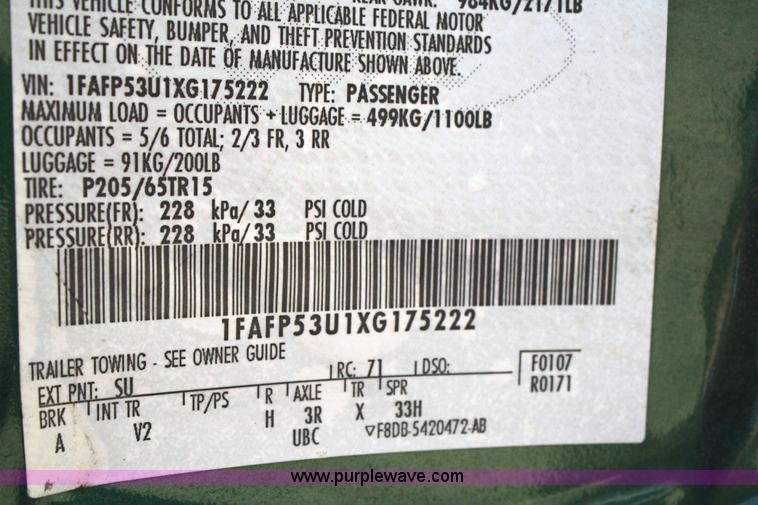 THIS VEHICLE CONFORMS TO ALL APPLICABLE FEDERAL MOTOR 984KG/2171LB
VEHICLE SAFETY, BUMPER, AND THEFT PREVENTION STANDARDS
IN EFFECT ON THE DATE OF MANUFACTURE SHOWN ABOVE.
VIN: 1FAFP53U1XG175222 TYPE: PASSENGER
MAXIMUM LOAD = OCCUPANTS + LUGGAGE = 499KG/1100LB
OCCUPANTS = 5/6 TOTAL; 2/3 FR, 3 RR
LUGGAGE = 91KG/200LB
TIRE: P205/65TR15
PRESSURE(FR): 228 kPa/ 33 PSI COLD
PRESSURE(RR): 228 kPa/ 33 PSI COLD
1FAFP53U1XG175222
TRAILER TOWING - SEE OWNER GUIDE
EXT PNT: SU RC: 71 DSO: F0107
R0171
BRK INT TR TP/PS R AXLE TR SPR
A V2 H 3R X 33H
UBC ▽F8DB-5420472-AB
www.purplewave.com